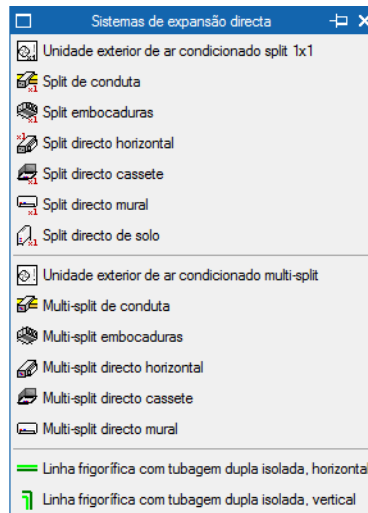 Sistemas de expansão directa
Unidade exterior de ar condicionado split 1x1
Split de conduta
Split embocaduras
Split directo horizontal
Split directo cassete
Split directo mural
Split directo de solo
Unidade exterior de ar condicionado multi-split
Multi-split de conduta
Multi-split embocaduras
Multi-split directo horizontal
Multi-split directo cassete
Multi-split directo mural
Linha frigorífica com tubagem dupla isolada, horizontal
Linha frigorífica com tubagem dupla isolada, vertical